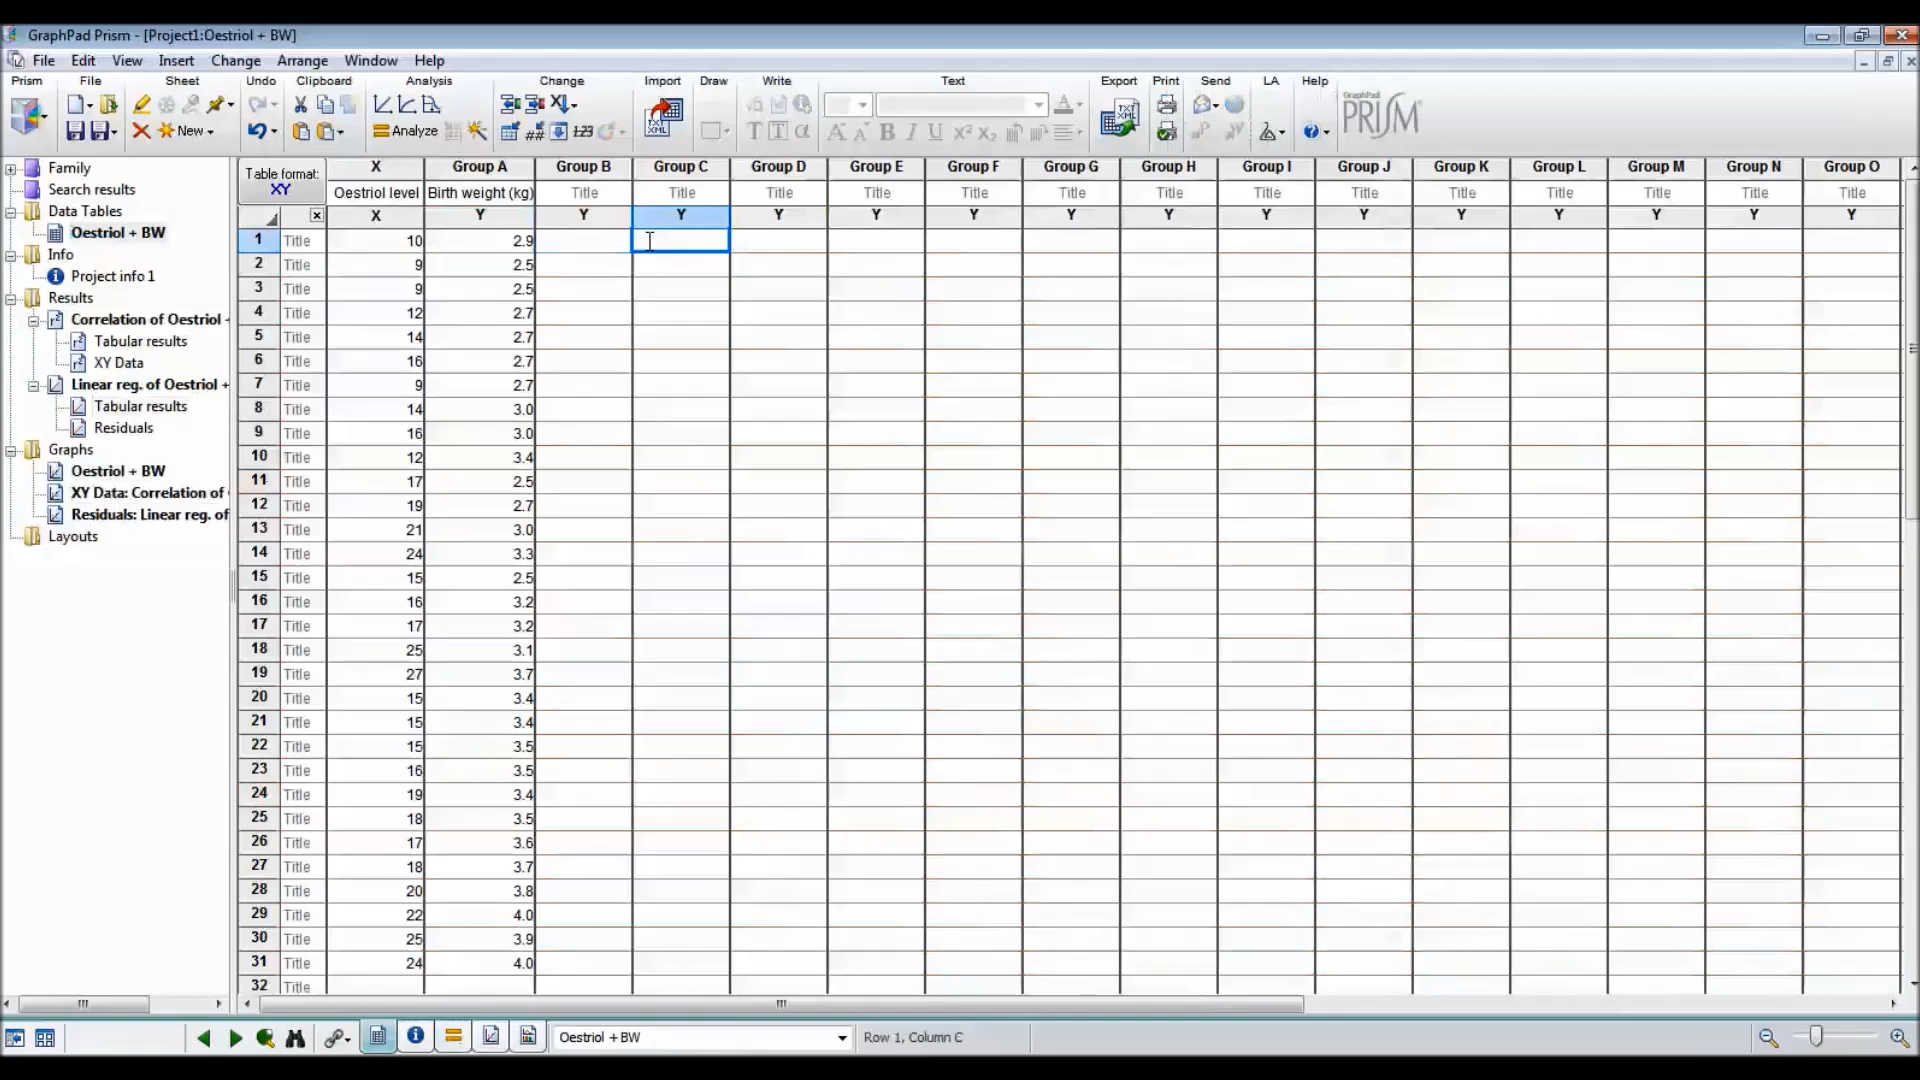 GraphPad Prism - [Project1:Oestriol + BW]
File Edit View Insert Change Arrange Window Help
Prism File Sheet Undo Clipboard Analysis Change Import Draw Write Text Export Print Send LA Help
New
Analyze
GraphPad PRISM
Family
Search results
Data Tables
Oestriol + BW
Info
Project info 1
Results
Correlation of Oestriol
Tabular results
XY Data
Linear reg. of Oestriol +
Tabular results
Residuals
Graphs
Oestriol + BW
XY Data: Correlation of
Residuals: Linear reg. of
Layouts
Table format: XY
X Group A Group B Group C Group D Group E Group F Group G Group H Group I Group J Group K Group L Group M Group N Group O
Oestriol level Birth weight (kg) Title Title Title Title Title Title Title Title Title Title Title Title Title Title
X Y Y Y Y Y Y Y Y Y Y Y Y Y Y Y
1 Title 10 2.9
2 Title 9 2.5
3 Title 9 2.5
4 Title 12 2.7
5 Title 14 2.7
6 Title 16 2.7
7 Title 9 2.7
8 Title 14 3.0
9 Title 16 3.0
10 Title 12 3.4
11 Title 17 2.5
12 Title 19 2.7
13 Title 21 3.0
14 Title 24 3.3
15 Title 15 2.5
16 Title 16 3.2
17 Title 17 3.2
18 Title 25 3.1
19 Title 27 3.7
20 Title 15 3.4
21 Title 15 3.4
22 Title 15 3.5
23 Title 16 3.5
24 Title 19 3.4
25 Title 18 3.5
26 Title 17 3.6
27 Title 18 3.7
28 Title 20 3.8
29 Title 22 4.0
30 Title 25 3.9
31 Title 24 4.0
32 Title
Oestriol + BW Row 1, Column C